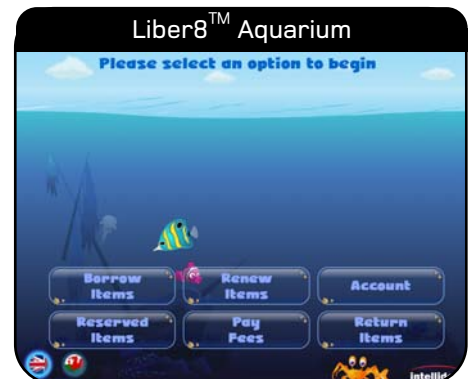 Liber8™ Aquarium
Please select an option to begin
Borrow Items
Renew Items
Account
Reserved Items
Pay Fees
Return Items